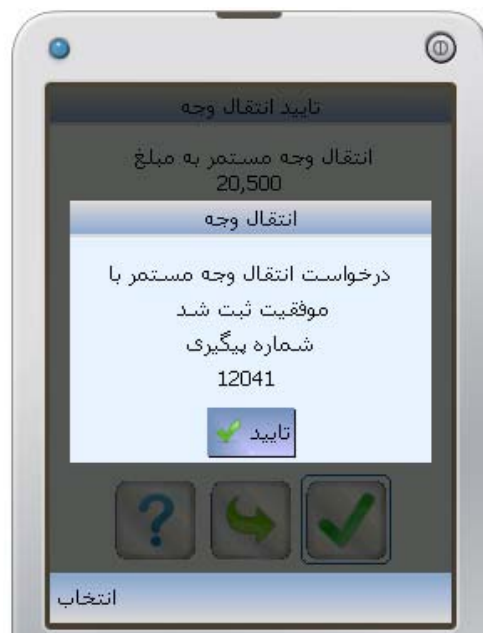 تایید انتقال وجه
انتقال وجه مستمر به مبلغ
20,500
انتقال وجه
درخواست انتقال وجه مستمر با
موفقیت ثبت شد
شماره پیگیری
12041
تایید
انتخاب